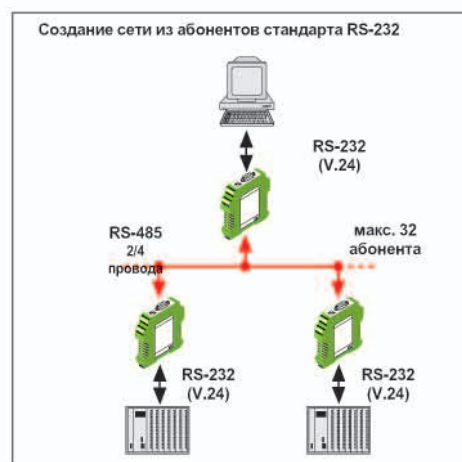 Создание сети из абонентов стандарта RS-232
RS-232
(V.24)
RS-485
2/4
провода
макс. 32
абонента
RS-232
(V.24)
RS-232
(V.24)